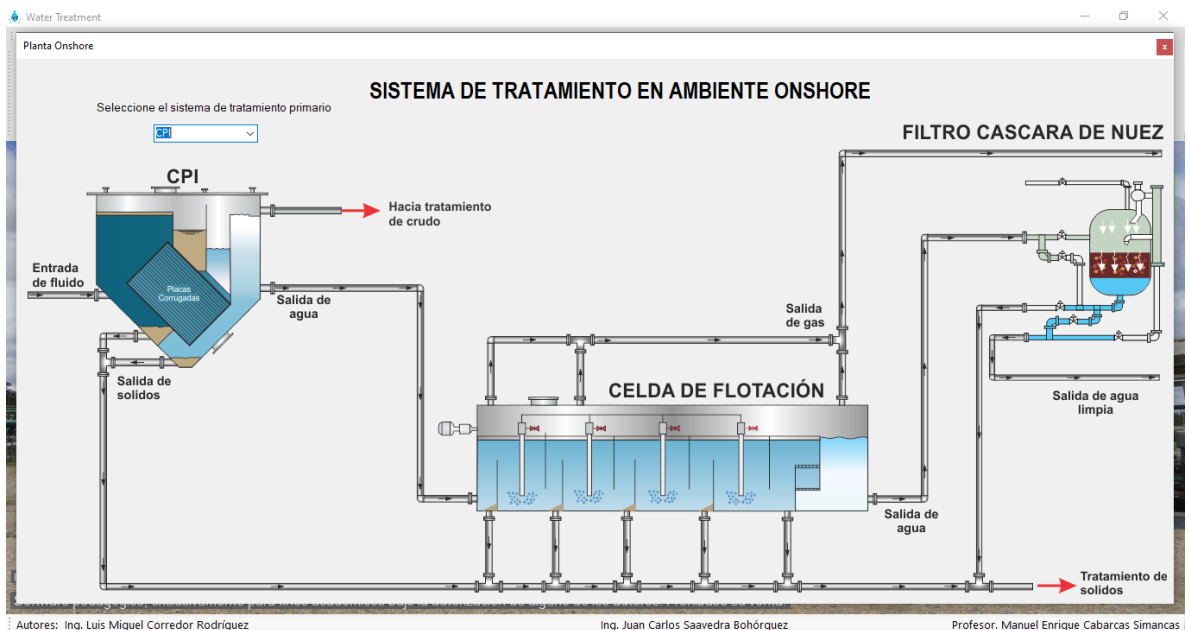 Water Treatment
Planta Onshore
x
SISTEMA DE TRATAMIENTO EN AMBIENTE ONSHORE
Seleccione el sistema de tratamiento primario
CPI
FILTRO CASCARA DE NUEZ
CPI
Hacia tratamiento
de crudo
Entrada
de fluido
Placas
Corrugadas
Salida de
agua
Salida
de gas
Salida de
solidos
CELDA DE FLOTACIÓN
Salida de agua
limpia
Salida de
agua
Tratamiento de
solidos
Autores: Ing. Luis Miguel Corredor Rodríguez
Ing. Juan Carlos Saavedra Bohórquez
Profesor. Manuel Enrique Cabarcas Simancas